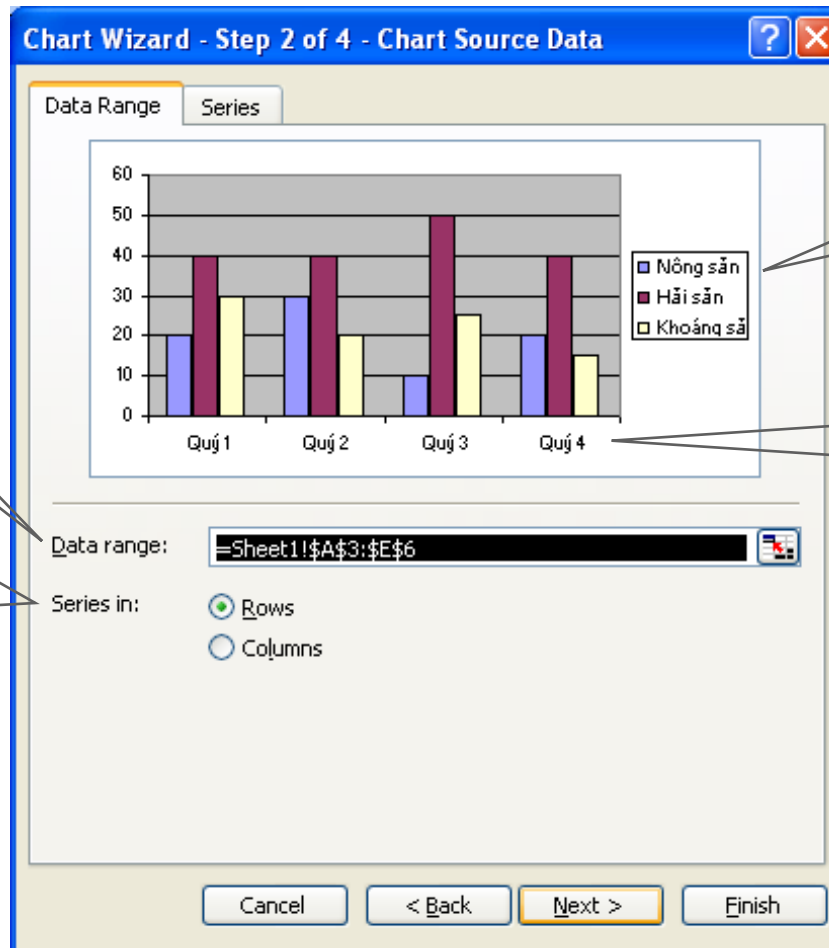 Chart Wizard - Step 2 of 4 - Chart Source Data
Data Range Series
60
50
40
30
20
10
0
Nông sản
Hải sản
Khoáng sả
Quý 1 Quý 2 Quý 3 Quý 4
Data range: =Sheet1!$A$3:$E$6
Series in: Rows
Columns
Cancel < Back Next > Finish